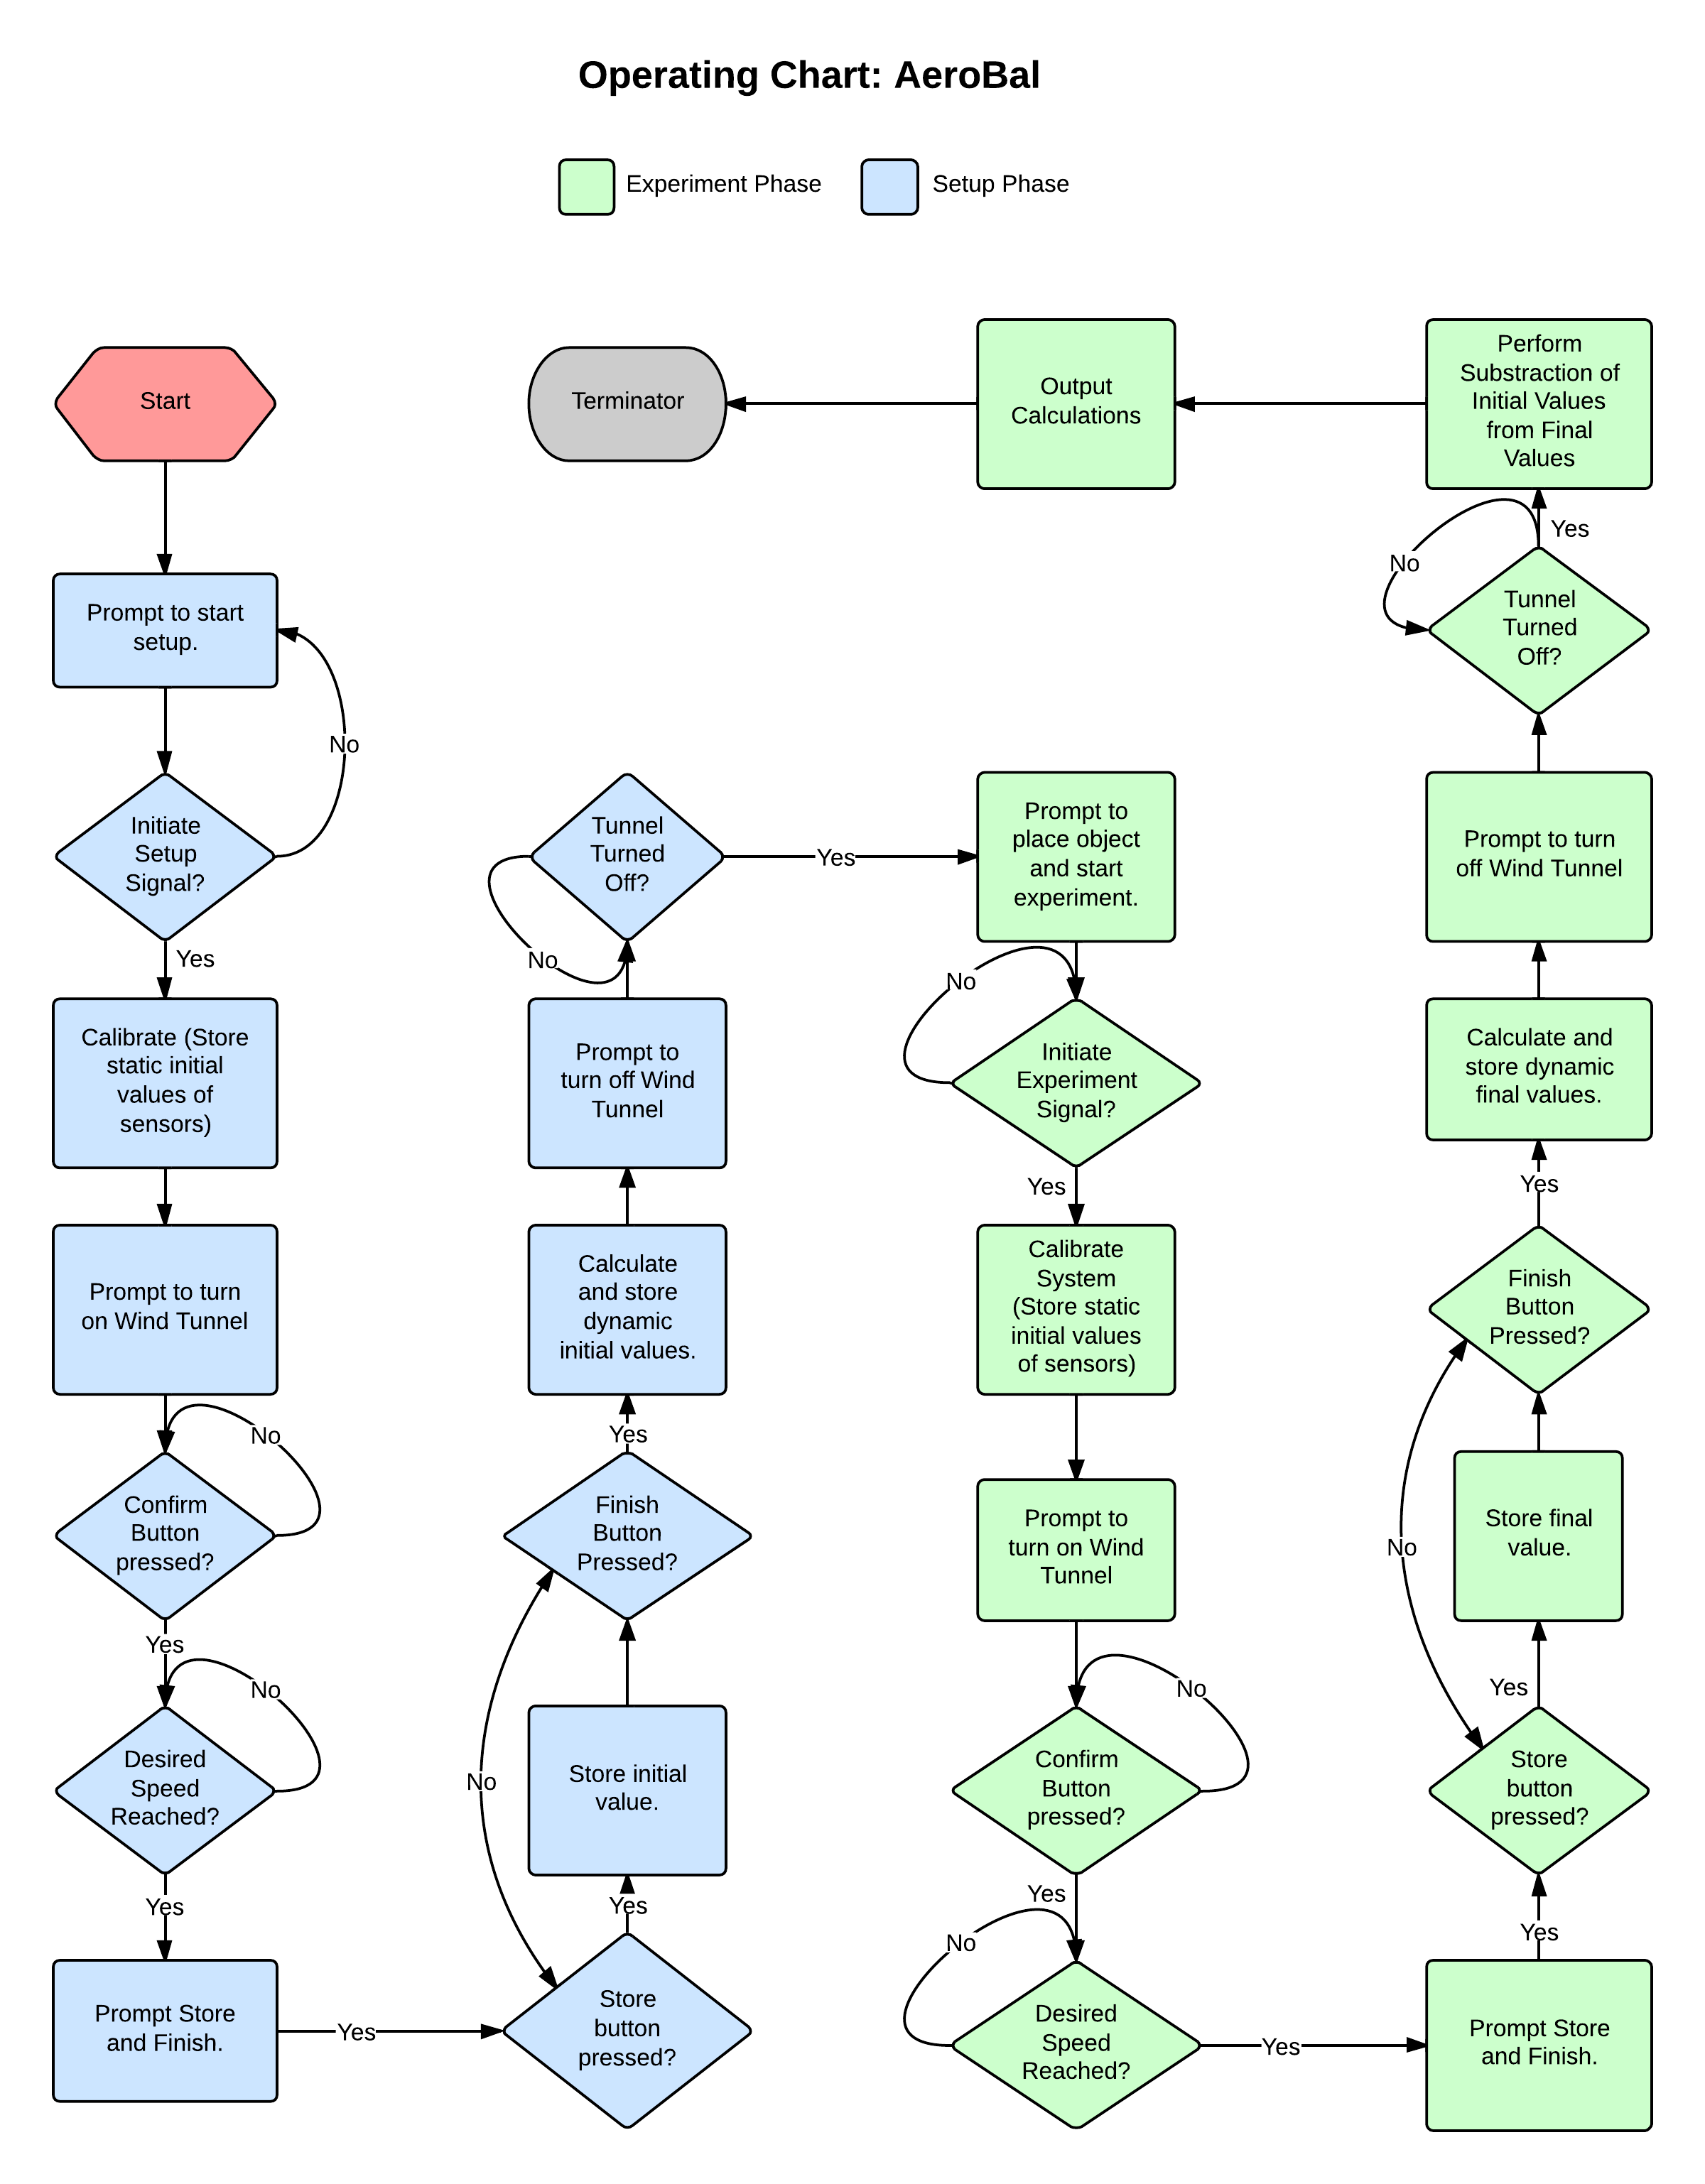 Operating Chart: AeroBal
Experiment Phase
Setup Phase
Start
Prompt to start
setup.
No
Initiate
Setup
Signal?
Yes
Calibrate (Store
static initial
values of
sensors)
Prompt to turn
on Wind Tunnel
No
Confirm
Button
pressed?
Yes
No
Desired
Speed
Reached?
Yes
Prompt Store
and Finish.
Yes
Store
button
pressed?
Yes
No
Store initial
value.
Finish
Button
Pressed?
Yes
Calculate
and store
dynamic
initial values.
Prompt to
turn off Wind
Tunnel
No
Tunnel
Turned
Off?
Yes
Prompt to
place object
and start
experiment.
No
Initiate
Experiment
Signal?
Yes
Calibrate
System
(Store static
initial values
of sensors)
Prompt to
turn on Wind
Tunnel
No
Confirm
Button
pressed?
Yes
No
Desired
Speed
Reached?
Yes
Prompt Store
and Finish.
Yes
Store
button
pressed?
Yes
No
Store final
value.
Finish
Button
Pressed?
Yes
Calculate and
store dynamic
final values.
Prompt to turn
off Wind Tunnel
Tunnel
Turned
Off?
No
Yes
Perform
Substraction of
Initial Values
from Final
Values
Output
Calculations
Terminator